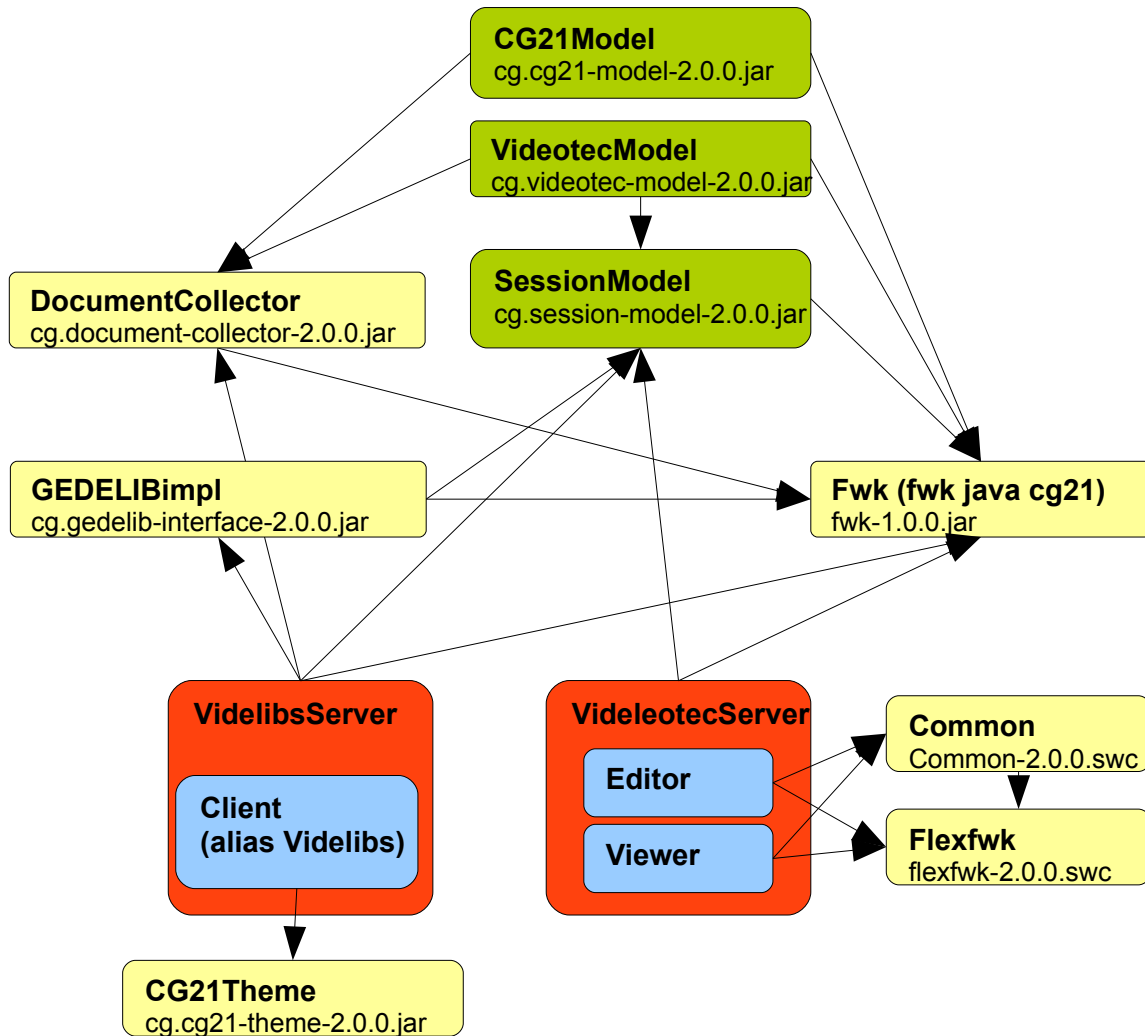 CG21Model
cg.cg21-model-2.0.0.jar
VideotecModel
cg.videotec-model-2.0.0.jar
DocumentCollector
cg.document-collector-2.0.0.jar
SessionModel
cg.session-model-2.0.0.jar
GEDELIBimpl
cg.gedelib-interface-2.0.0.jar
Fwk (fwk java cg21)
fwk-1.0.0.jar
VidelibsServer
Client
(alias Videlibs)
VideleotecServer
Editor
Viewer
Common
Common-2.0.0.swc
Flexfwk
flexfwk-2.0.0.swc
CG21Theme
cg.cg21-theme-2.0.0.jar